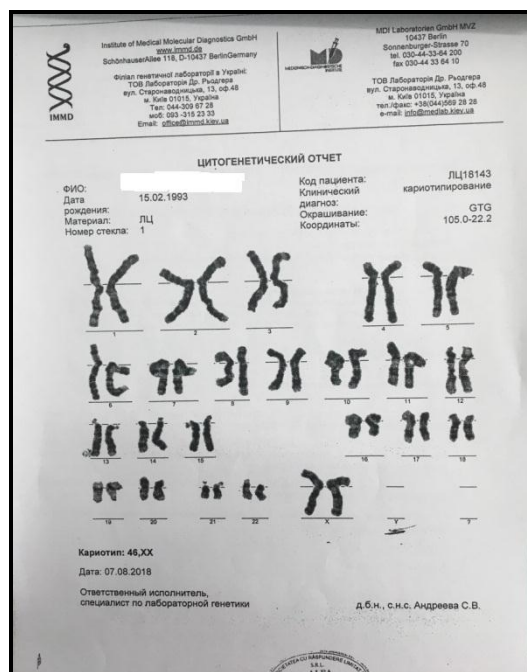 Institute of Medical Molecular Diagnostics GmbH
www.immd.de
SchönhauserAllee 118, D-10437 BerlinGermany
Філіал генетичної лабораторії в Україні:
ТОВ Лабораторія Др. Рьодгера
вул. Старонаводницька, 13, оф.48
м. Київ 01015, Україна
Тел: 044-309 67 28
моб: 093 -315 23 33
Email: office@immd.kiev.ua
IMMD
MDI Laboratorien GmbH MVZ
10437 Berlin
Sonnenburger-Strasse 70
tel. 030-44-33-64 200
fax 030-44 33 64 10
ТОВ Лабораторія Др. Рьодгера
вул. Старонаводницька, 13, оф.48
м. Київ 01015, Україна
тел./факс: +38(044)569 28 28
e-mail: info@medlab.kiev.ua
ЦИТОГЕНЕТИЧЕСКИЙ ОТЧЕТ
ФИО:
Дата рождения: 15.02.1993
Материал: ЛЦ
Номер стекла: 1
Код пациента: ЛЦ18143
Клинический диагноз: кариотипирование
Окрашивание: GTG
Координаты: 105.0-22.2
1 2 3 4 5
6 7 8 9 10 11 12
13 14 15 16 17 18
19 20 21 22 X Y ?
Кариотип: 46,XX
Дата: 07.08.2018
Ответственный исполнитель,
специалист по лабораторной генетики
д.б.н., с.н.с. Андреева С.В.